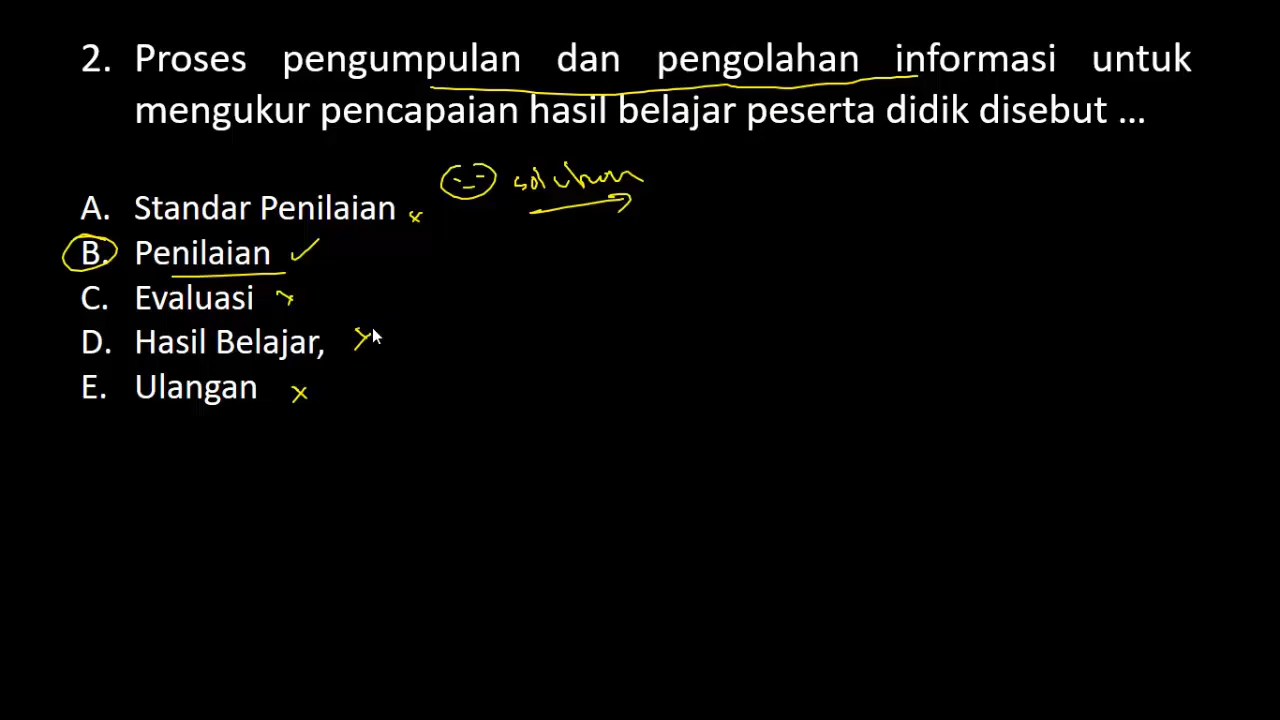 2. Proses pengumpulan dan pengolahan informasi untuk
mengukur pencapaian hasil belajar peserta didik disebut ...
A. Standar Penilaian
B. Penilaian
C. Evaluasi
D. Hasil Belajar,
E. Ulangan